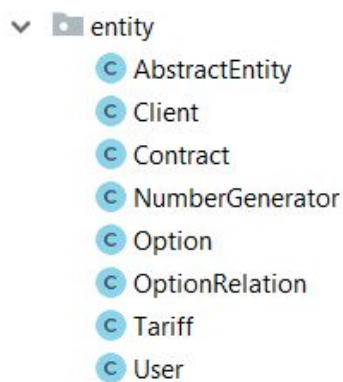 entity
C AbstractEntity
C Client
C Contract
C NumberGenerator
C Option
C OptionRelation
C Tariff
C User